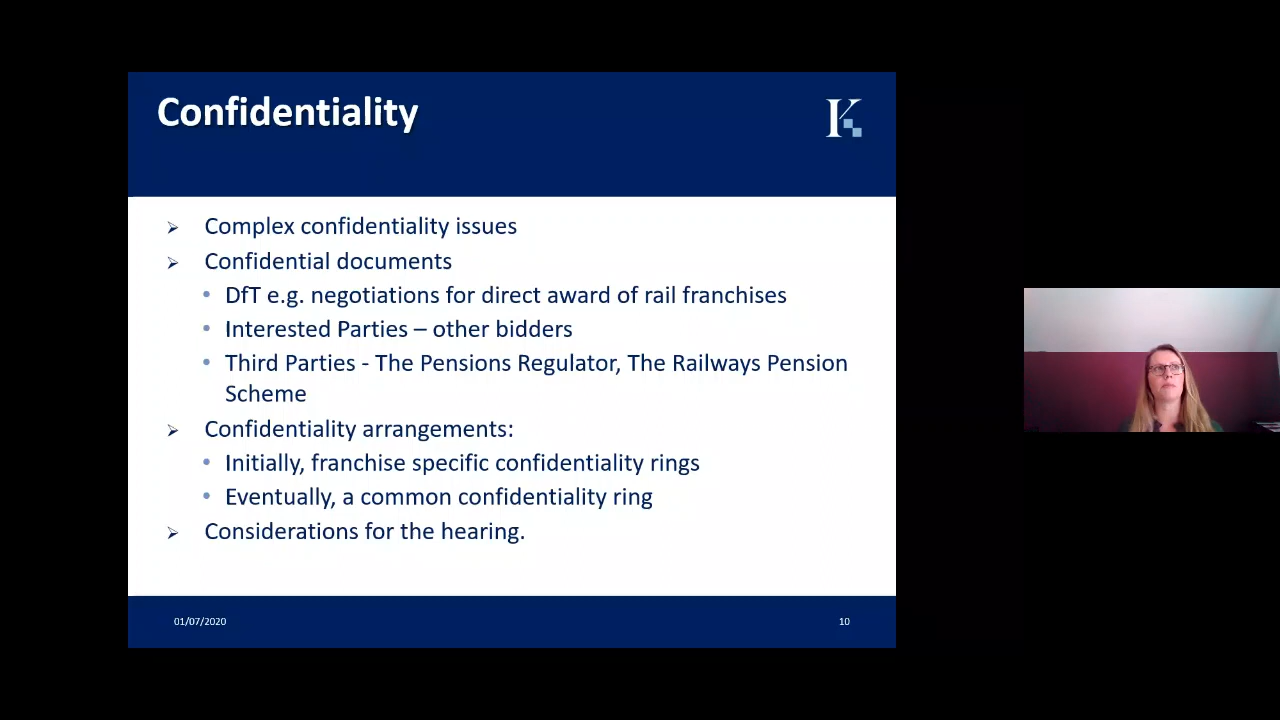 Confidentiality
K
Complex confidentiality issues
Confidential documents
DfT e.g. negotiations for direct award of rail franchises
Interested Parties – other bidders
Third Parties - The Pensions Regulator, The Railways Pension
Scheme
Confidentiality arrangements:
Initially, franchise specific confidentiality rings
Eventually, a common confidentiality ring
Considerations for the hearing.
01/07/2020
10